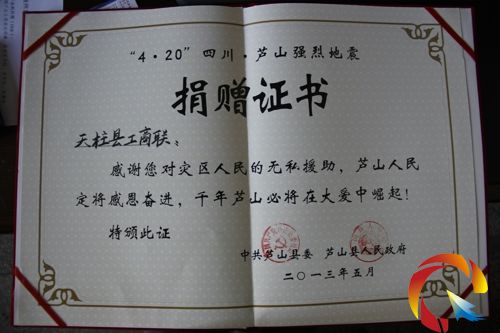 “4·20”四川·芦山强烈地震
捐赠证书
天柱县工商联:
感谢您对灾区人民的无私援助，芦山人民
定将感恩奋进，千年芦山必将在大爱中崛起！
特颁此证
中共芦山县委 芦山县人民政府
二〇一三年五月